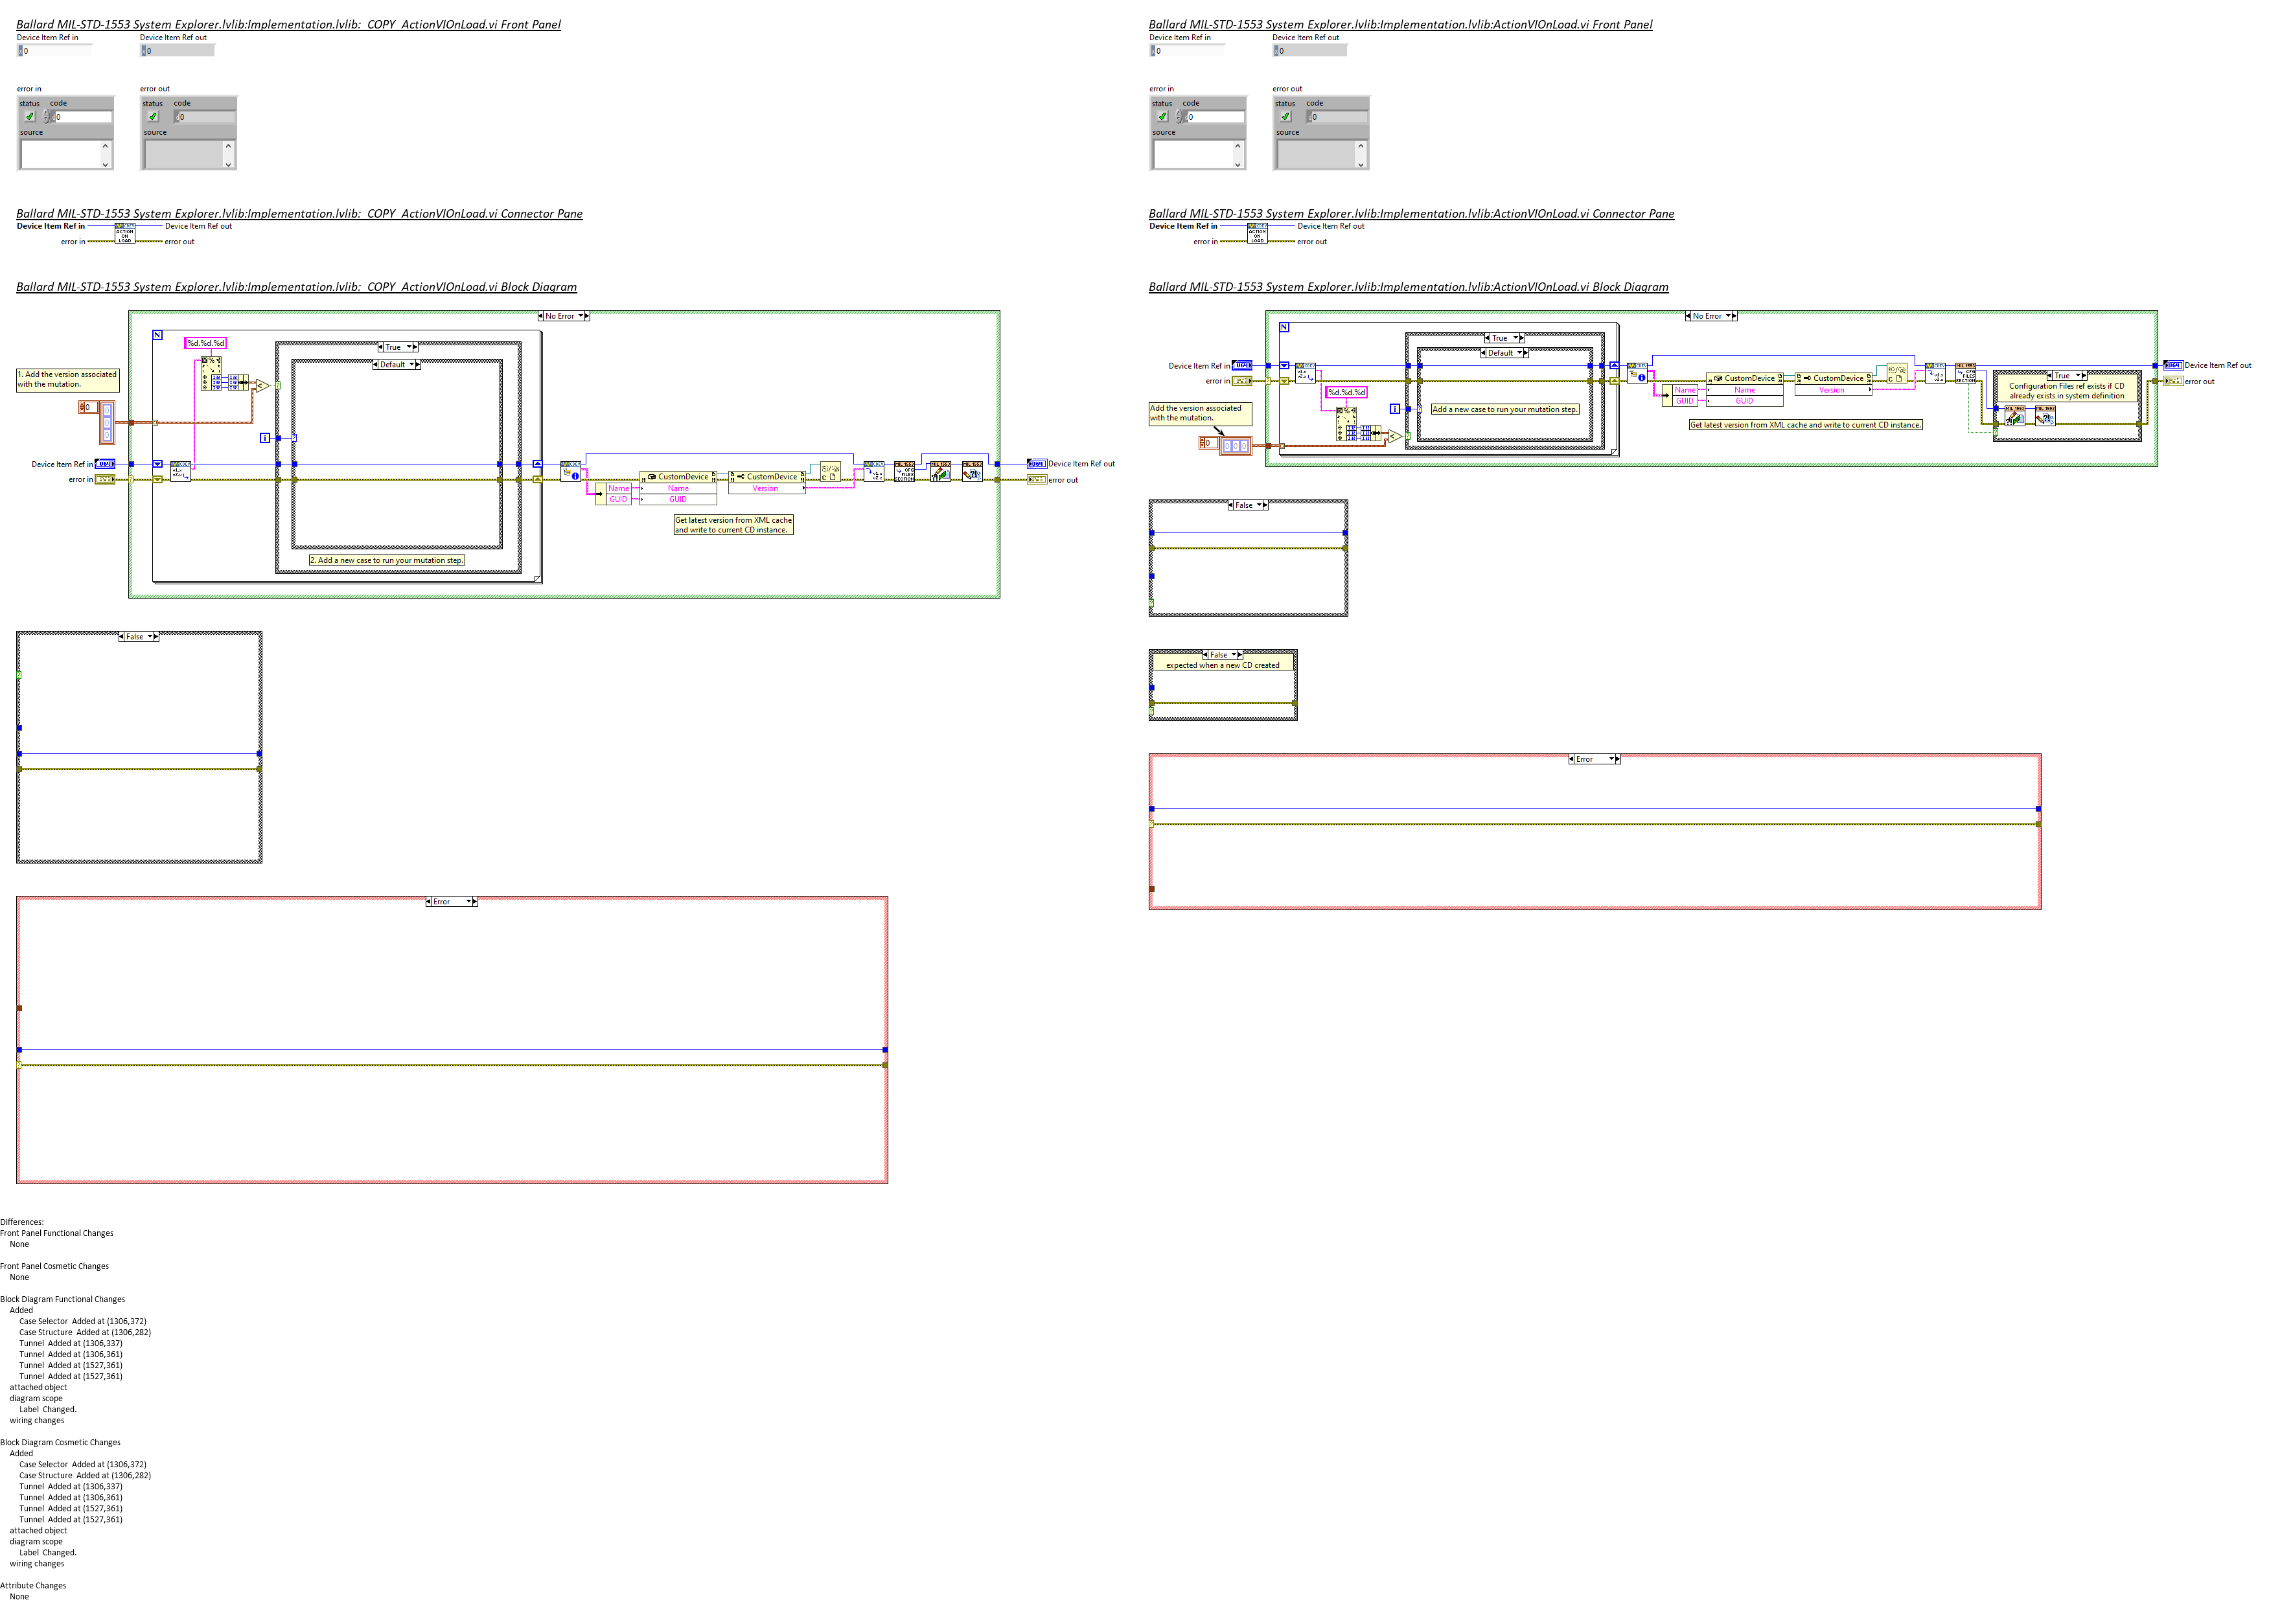 Ballard MIL-STD-1553 System Explorer.lvlib:Implementation.lvlib:_COPY_ActionVIOnLoad.vi Front Panel
Device Item Ref in
Device Item Ref out
0
0
error in
error out
status
code
status
code
0
0
source
source
Ballard MIL-STD-1553 System Explorer.lvlib:Implementation.lvlib:_COPY_ActionVIOnLoad.vi Connector Pane
Device Item Ref in
Device Item Ref out
ACTION
ON
LOAD
error in
error out
Ballard MIL-STD-1553 System Explorer.lvlib:Implementation.lvlib:_COPY_ActionVIOnLoad.vi Block Diagram
No Error
N
%d.%d.%d
True
Default
1. Add the version associated
with the mutation.
0
0
0
0
i
Device Item Ref in
error in
CustomDevice
CustomDevice
Name
Name
Version
GUID
GUID
Device Item Ref out
error out
Get latest version from XML cache
and write to current CD instance.
2. Add a new case to run your mutation step.
False
Error
Differences:
Front Panel Functional Changes
None
Front Panel Cosmetic Changes
None
Block Diagram Functional Changes
Added
Case Selector  Added at (1306,372)
Case Structure  Added at (1306,282)
Tunnel  Added at (1306,337)
Tunnel  Added at (1306,361)
Tunnel  Added at (1527,361)
Tunnel  Added at (1527,361)
attached object
diagram scope
Label  Changed.
wiring changes
Block Diagram Cosmetic Changes
Added
Case Selector  Added at (1306,372)
Case Structure  Added at (1306,282)
Tunnel  Added at (1306,337)
Tunnel  Added at (1306,361)
Tunnel  Added at (1527,361)
Tunnel  Added at (1527,361)
attached object
diagram scope
Label  Changed.
wiring changes
Attribute Changes
None
Ballard MIL-STD-1553 System Explorer.lvlib:Implementation.lvlib:ActionVIOnLoad.vi Front Panel
Device Item Ref in
Device Item Ref out
0
0
error in
error out
status
code
status
code
0
0
source
source
Ballard MIL-STD-1553 System Explorer.lvlib:Implementation.lvlib:ActionVIOnLoad.vi Connector Pane
Device Item Ref in
Device Item Ref out
ACTION
ON
LOAD
error in
error out
Ballard MIL-STD-1553 System Explorer.lvlib:Implementation.lvlib:ActionVIOnLoad.vi Block Diagram
No Error
N
True
Default
Device Item Ref in
error in
%d.%d.%d
i
Add a new case to run your mutation step.
Add the version associated
with the mutation.
0
0
0
0
CustomDevice
CustomDevice
Name
Name
Version
GUID
GUID
Get latest version from XML cache and write to current CD instance.
True
Configuration Files ref exists if CD
already exists in system definition
Device Item Ref out
error out
False
False
expected when a new CD created
Error